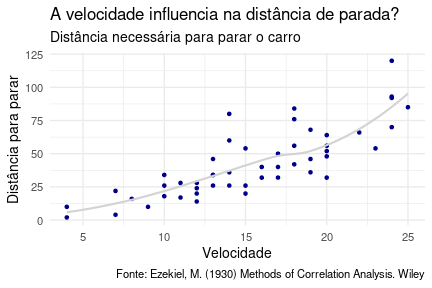 A velocidade influencia na distância de parada?
Distância necessária para parar o carro
Distância para parar
125
100
75
50
25
0
5
10
15
20
25
Velocidade
Fonte: Ezekiel, M. (1930) Methods of Correlation Analysis. Wiley